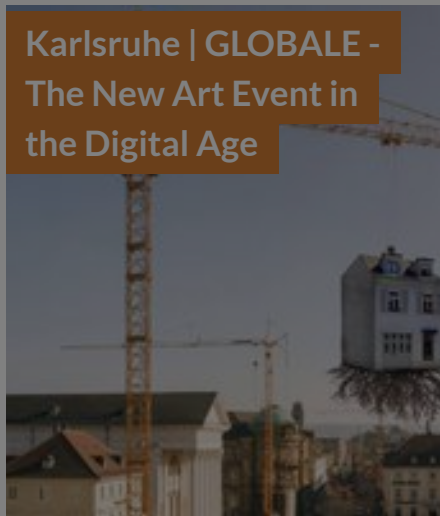 Karlsruhe | GLOBALE -
The New Art Event in
the Digital Age